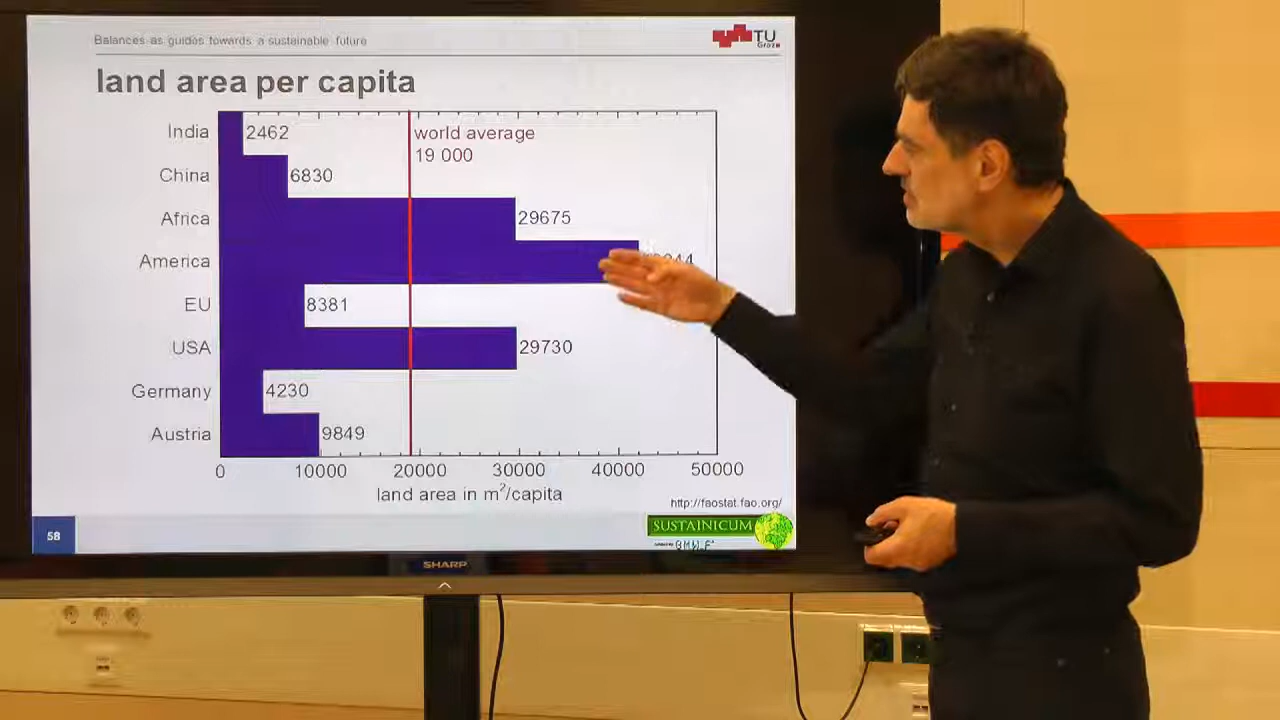 Balances as guides towards a sustainable future
TU
Graz
land area per capita
India 2462
world average
19 000
China 6830
Africa 29675
America
EU 8381
USA 29730
Germany 4230
Austria 9849
0 10000 20000 30000 40000 50000
land area in m²/capita
http://faostat.fao.org/
58
SUSTAINICUM
SHARP